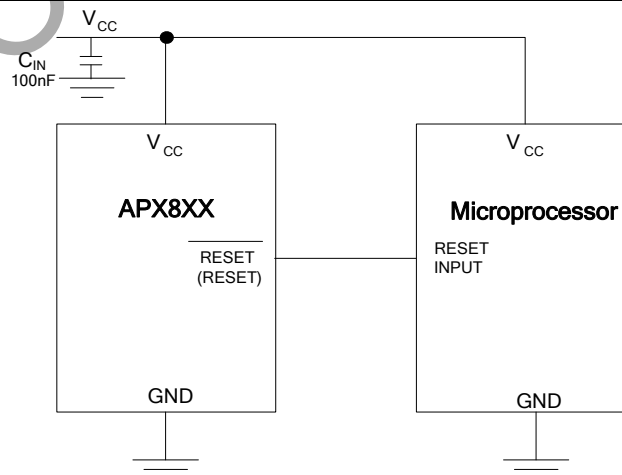 VCC
CIN
100nF
VCC
APX8XX
RESET
(RESET)
GND
VCC
Microprocessor
RESET
INPUT
GND